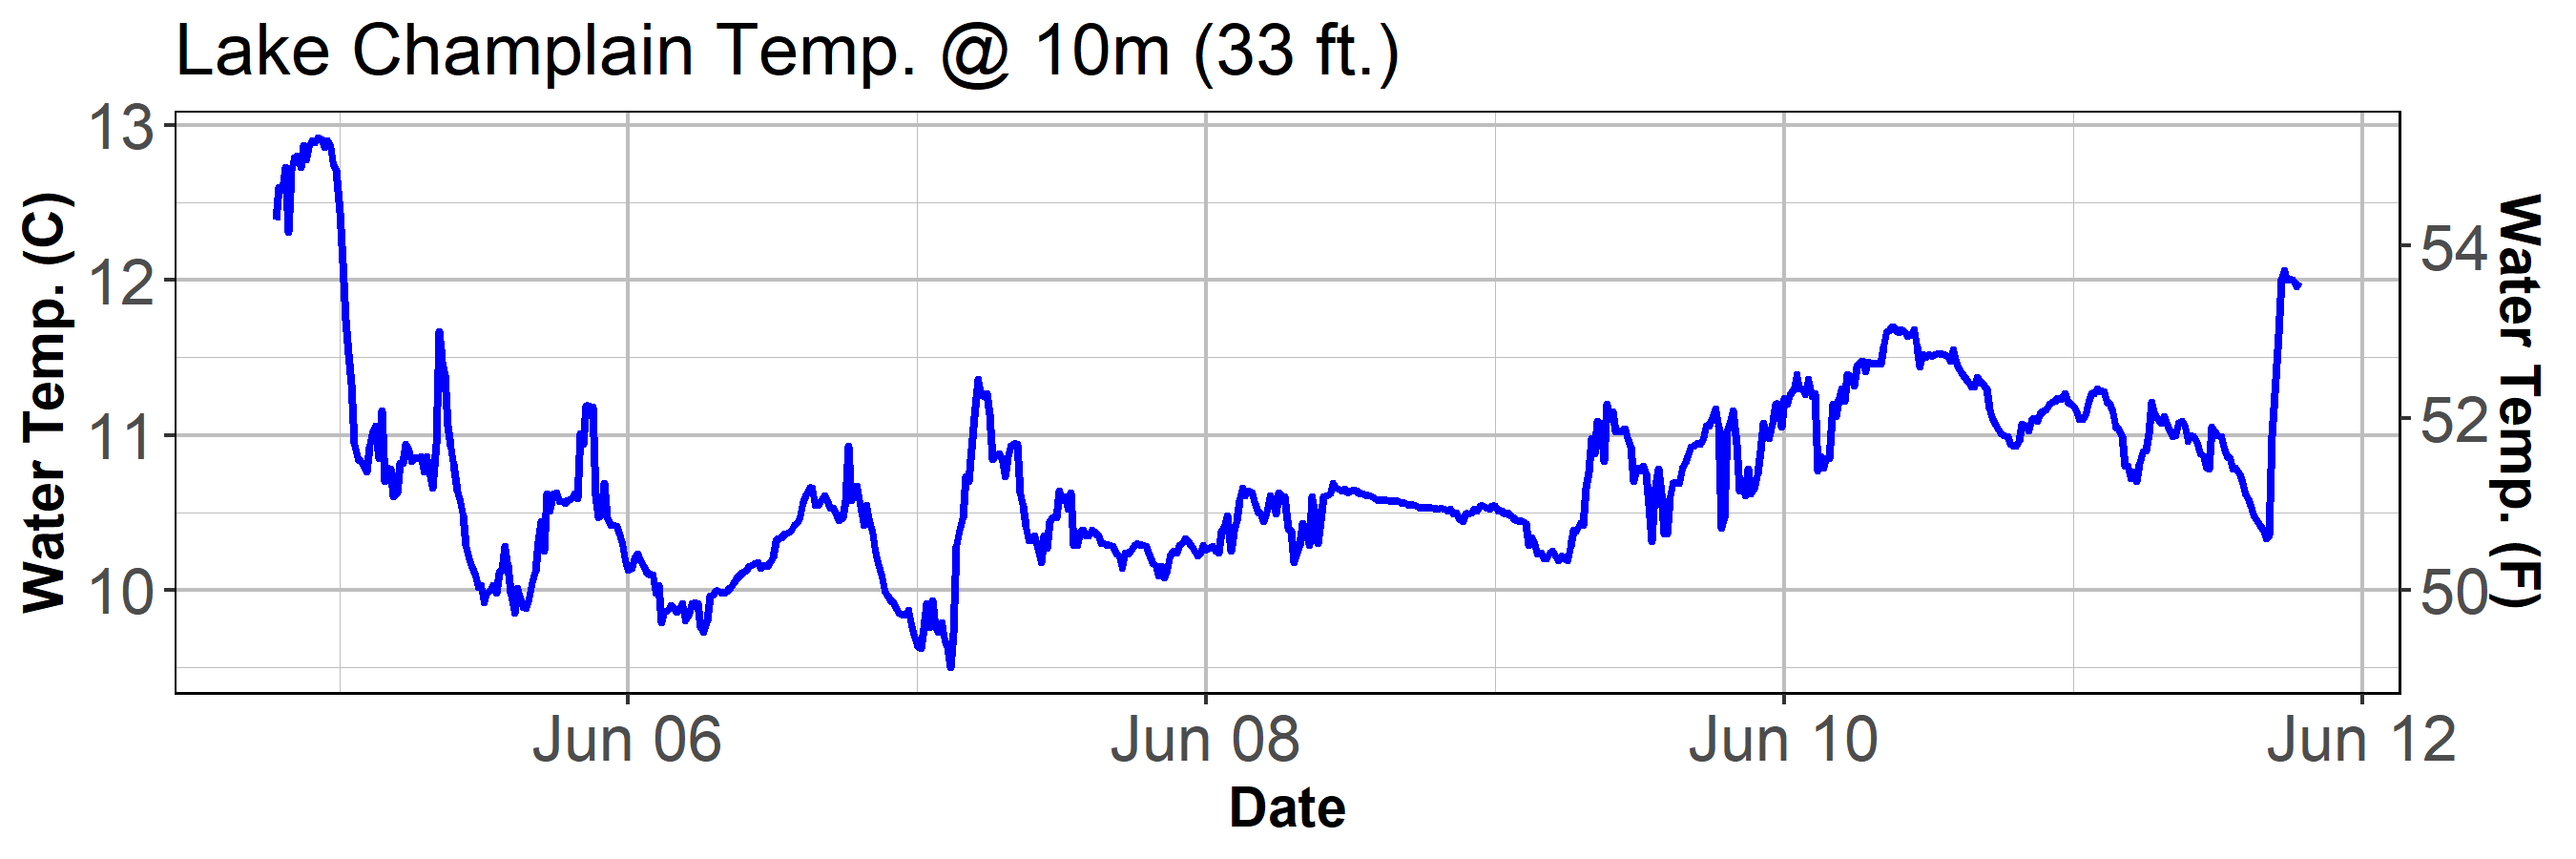 Lake Champlain Temp. @ 10m (33 ft.)
Water Temp. (C)
13
12
11
10
54
52
50
Water Temp. (F)
Jun 06
Jun 08
Jun 10
Jun 12
Date